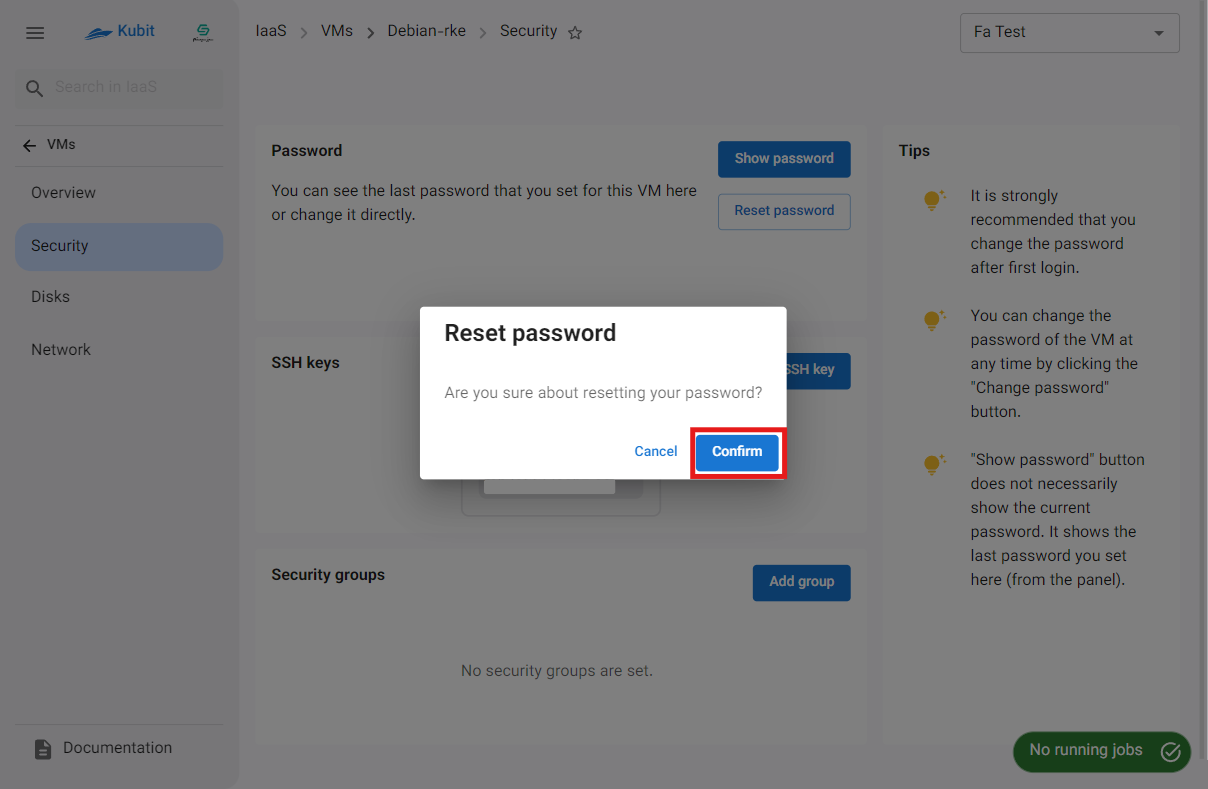 Kubit
IaaS
VMs
Debian-rke
Security
Fa Test
Search in IaaS
VMs
Overview
Security
Disks
Network
Documentation
Password
Show password
You can see the last password that you set for this VM here
or change it directly.
Reset password
SSH keys
SSH key
Reset password
Are you sure about resetting your password?
Cancel
Confirm
Security groups
Add group
No security groups are set.
Tips
It is strongly
recommended that you
change the password
after first login.
You can change the
password of the VM at
any time by clicking the
"Change password"
button.
"Show password" button
does not necessarily
show the current
password. It shows the
last password you set
here (from the panel).
No running jobs